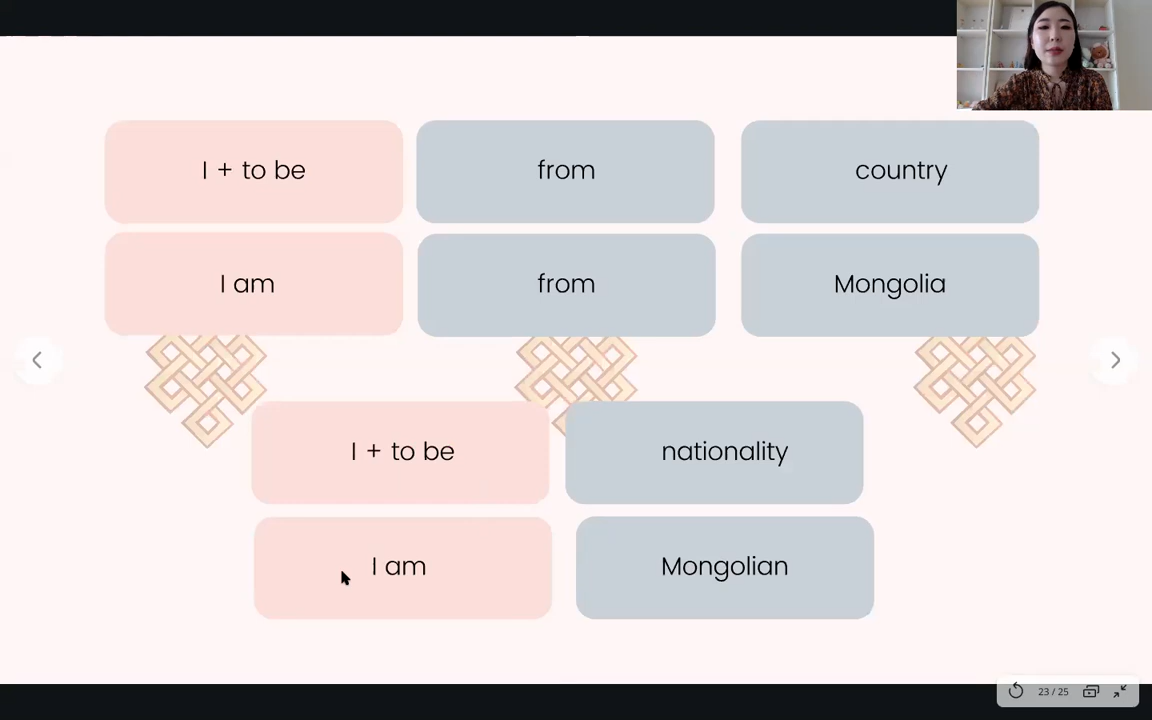 I + to be from country
I am from Mongolia
I + to be nationality
I am Mongolian
23 / 25